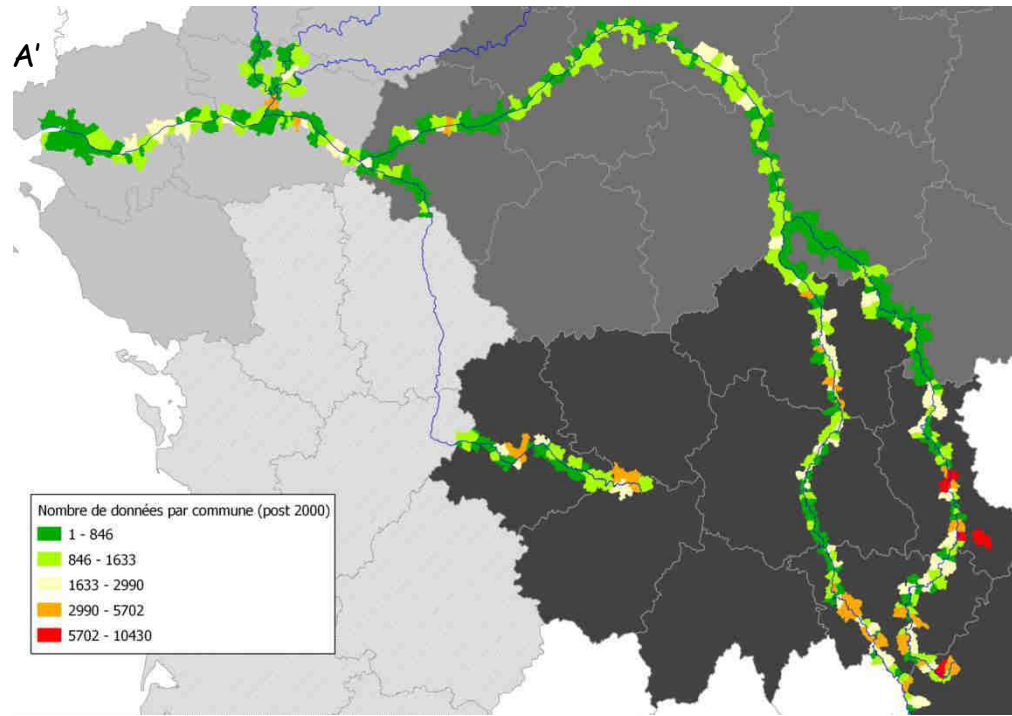 A'
Nombre de données par commune (post 2000)
1 - 846
846 - 1633
1633 - 2990
2990 - 5702
5702 - 10430